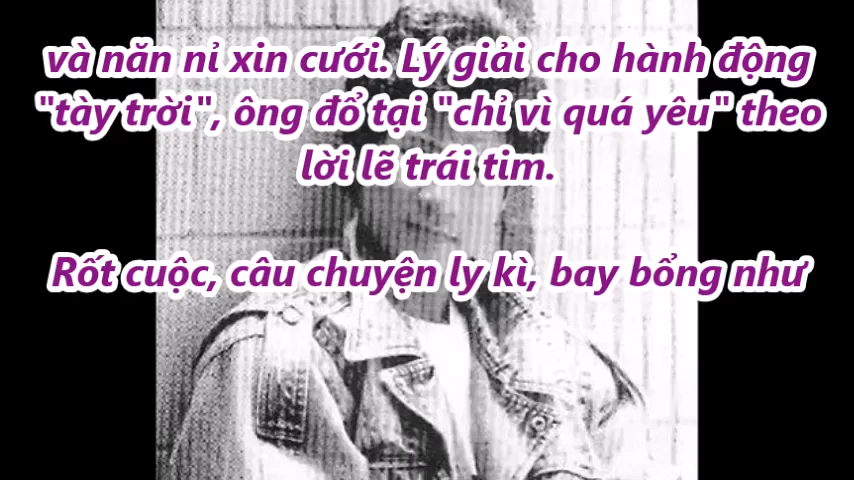 và năn nỉ xin cưới. Lý giải cho hành động
"tày trời", ông đổ tại "chỉ vì quá yêu" theo
lời lẽ trái tim.
Rốt cuộc, câu chuyện ly kì, bay bổng như